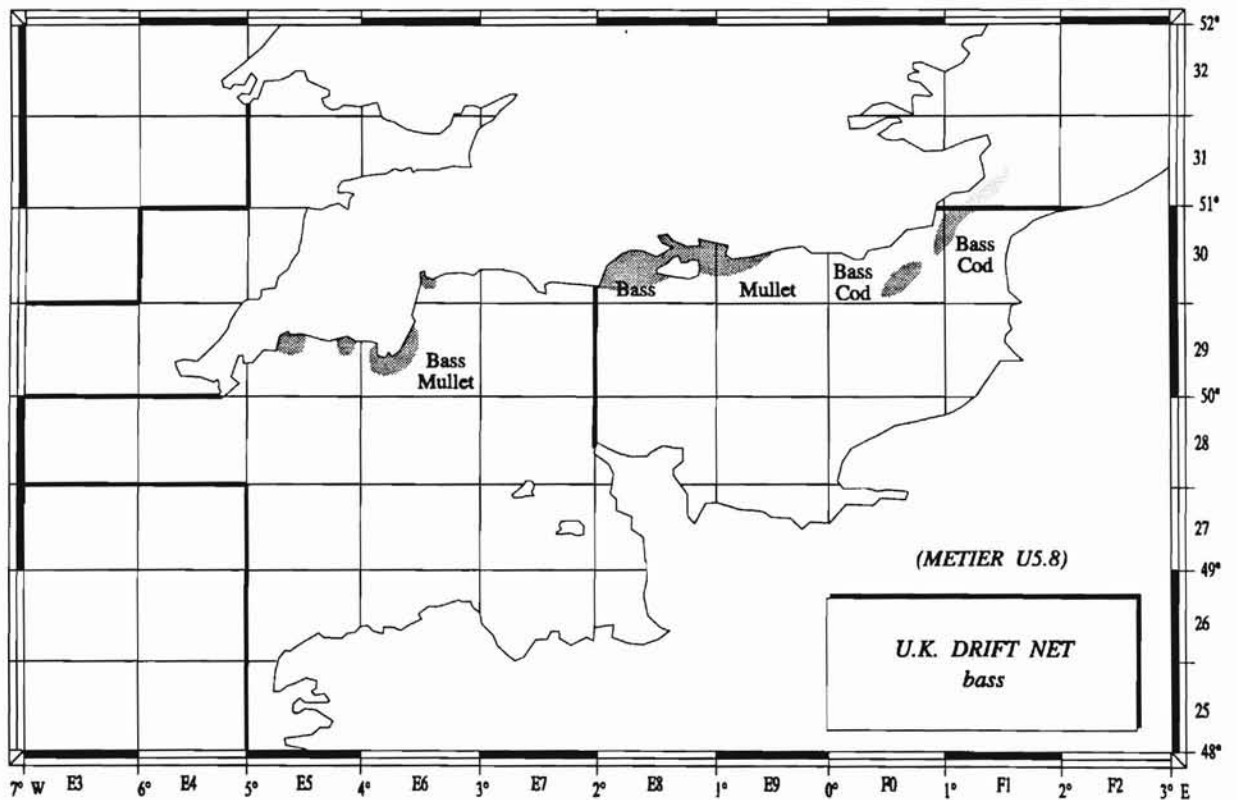 52°
32
31
51°
30
29
50°
28
27
49°
26
25
48°
Bass
Cod
Bass
Cod
Bass
Mullet
Bass
Mullet
(METIER U5.8)
U.K. DRIFT NET
bass
7° W E3 6° E4 5° E5 4° E6 3° E7 2° E8 1° E9 0° F0 1° F1 2° F2 3° E